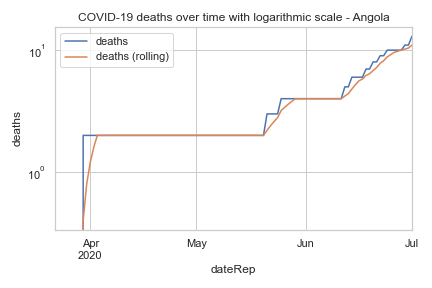 COVID-19 deaths over time with logarithmic scale - Angola
deaths
deaths (rolling)
10¹
10⁰
deaths
Apr
2020
May
Jun
Jul
dateRep